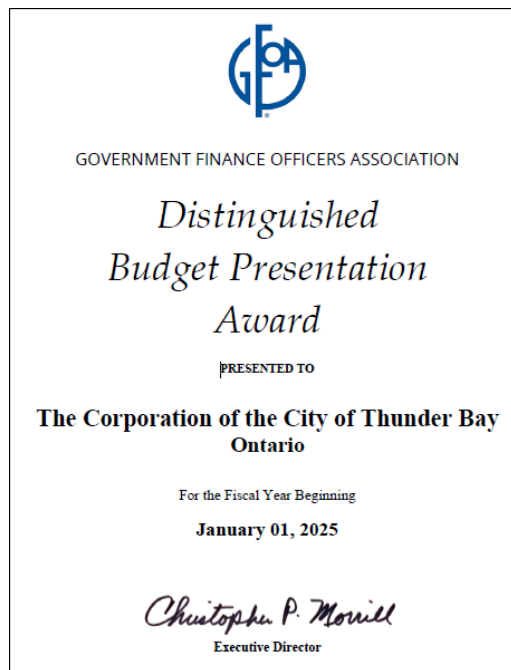 GFOA
GOVERNMENT FINANCE OFFICERS ASSOCIATION
Distinguished
Budget Presentation
Award
PRESENTED TO
The Corporation of the City of Thunder Bay
Ontario
For the Fiscal Year Beginning
January 01, 2025
Christopher P. Morrill
Executive Director